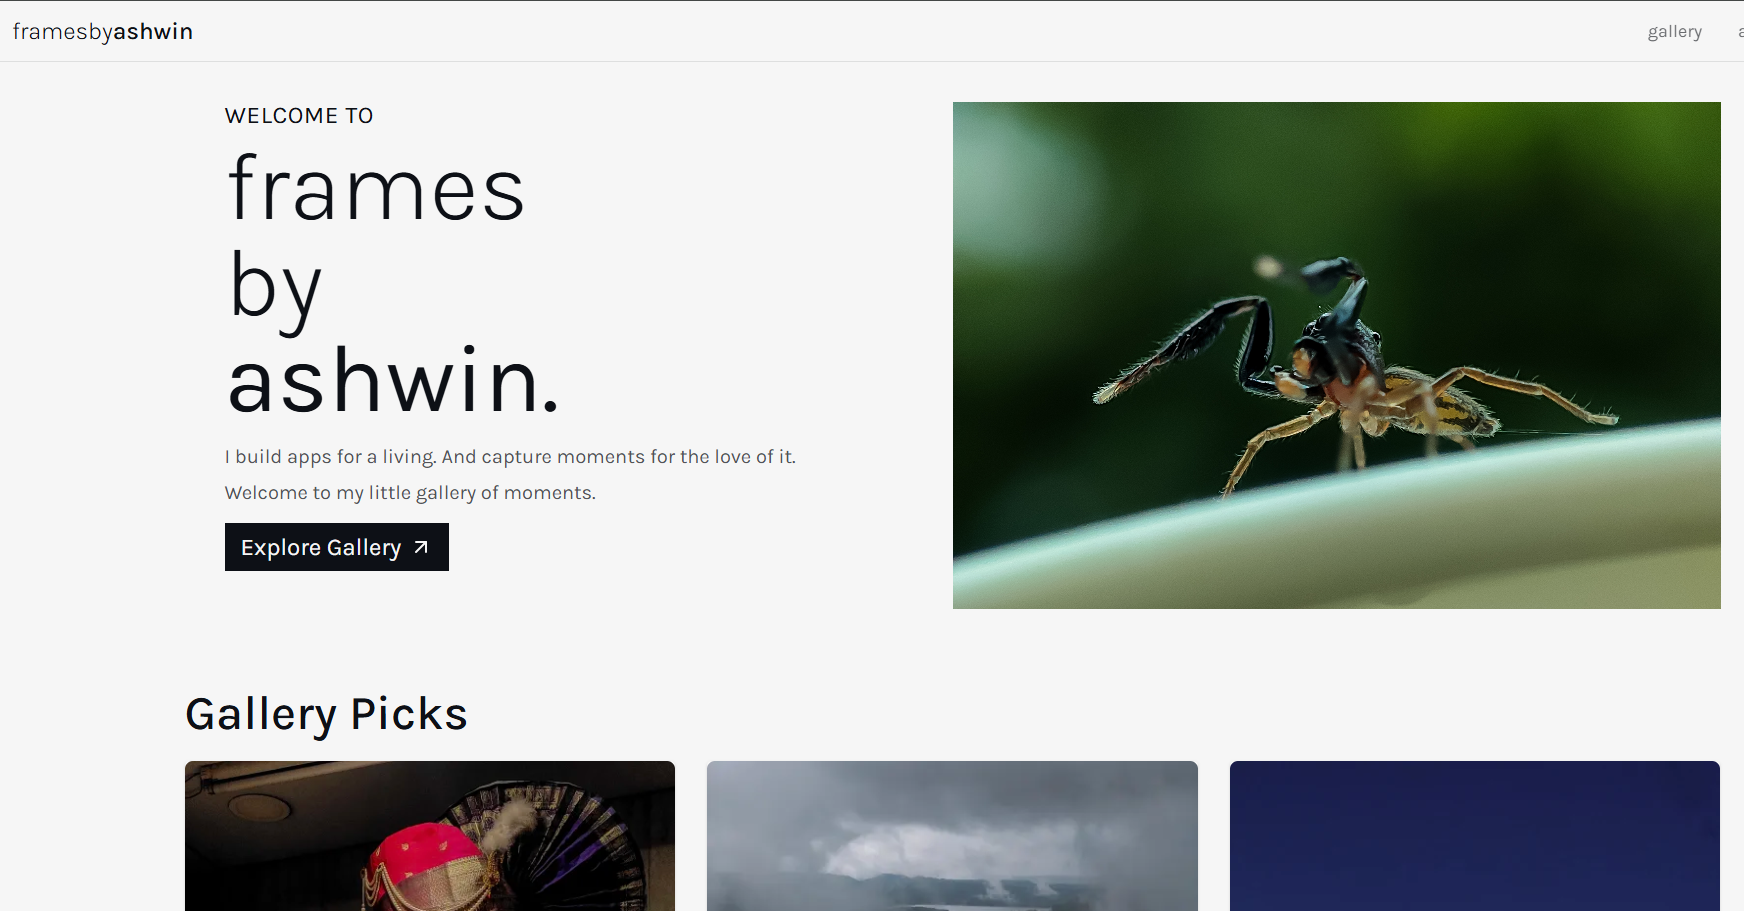 framesbyashwin
gallery
WELCOME TO
frames
by
ashwin.
I build apps for a living. And capture moments for the love of it.
Welcome to my little gallery of moments.
Explore Gallery
Gallery Picks